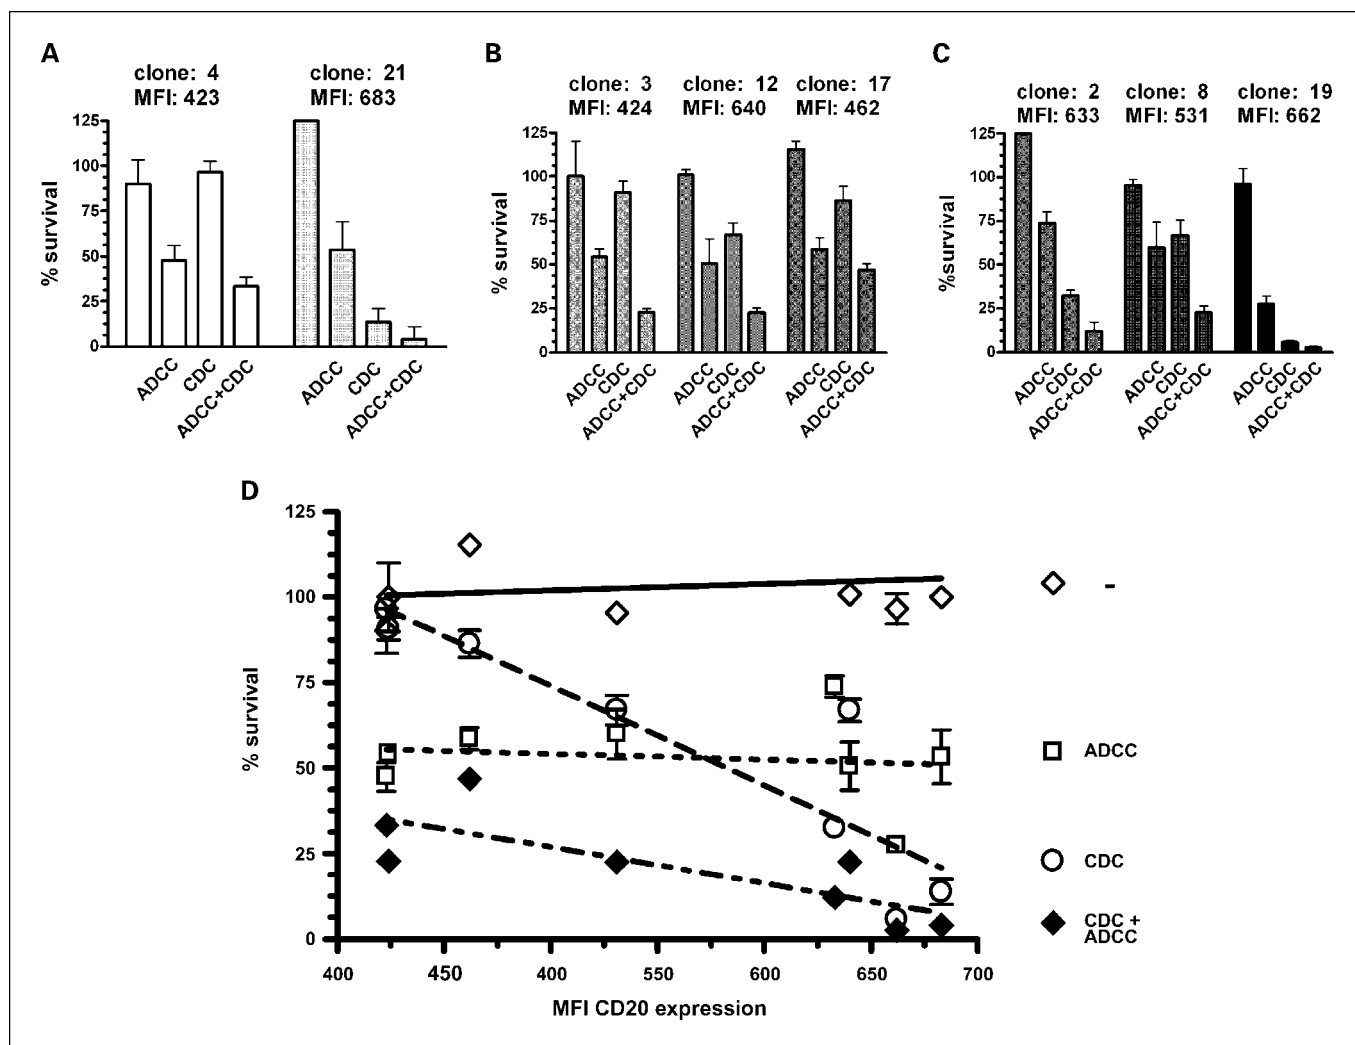 A
clone: 4
MFI: 423
clone: 21
MFI: 683
% survival
125
100
75
50
25
0
ADCC
CDC
ADCC+CDC
ADCC
CDC
ADCC+CDC
B
clone: 3
MFI: 424
clone: 12
MFI: 640
clone: 17
MFI: 462
% survival
125
100
75
50
25
0
ADCC
CDC
ADCC+CDC
ADCC
CDC
ADCC+CDC
ADCC
CDC
ADCC+CDC
C
clone: 2
MFI: 633
clone: 8
MFI: 531
clone: 19
MFI: 662
%survival
125
100
75
50
25
0
ADCC
CDC
ADCC+CDC
ADCC
CDC
ADCC+CDC
ADCC
CDC
ADCC+CDC
D
% survival
125
100
75
50
25
0
400 450 400 550 600 650 700
MFI CD20 expression
-
ADCC
CDC
CDC +
ADCC